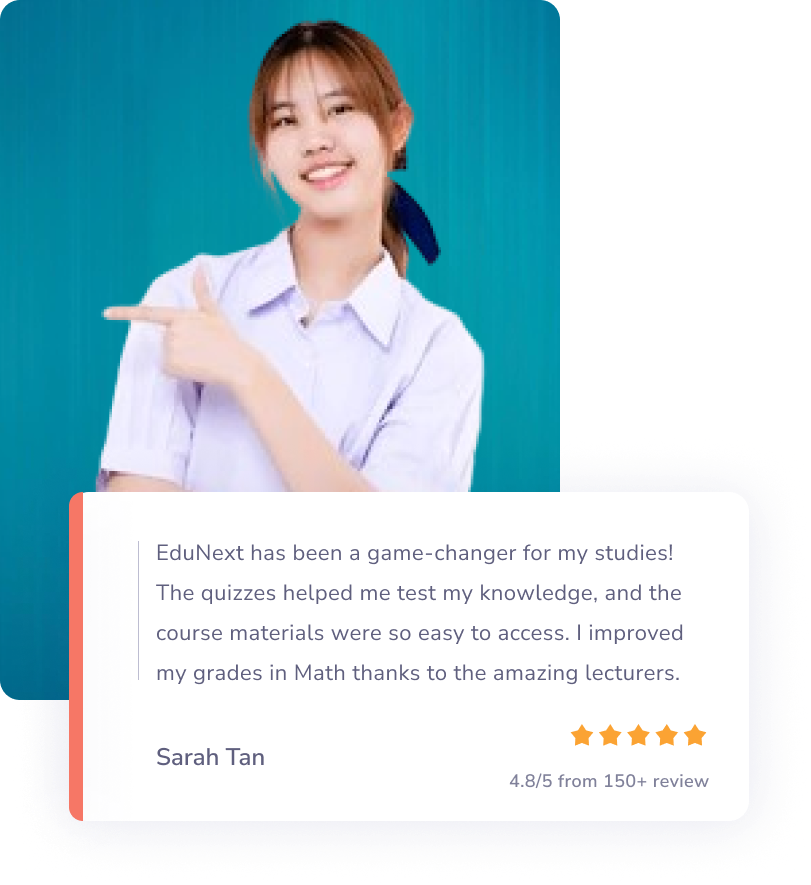 EduNext has been a game-changer for my studies!
The quizzes helped me test my knowledge, and the
course materials were so easy to access. I improved
my grades in Math thanks to the amazing lecturers.
Sarah Tan
4.8/5 from 150+ review